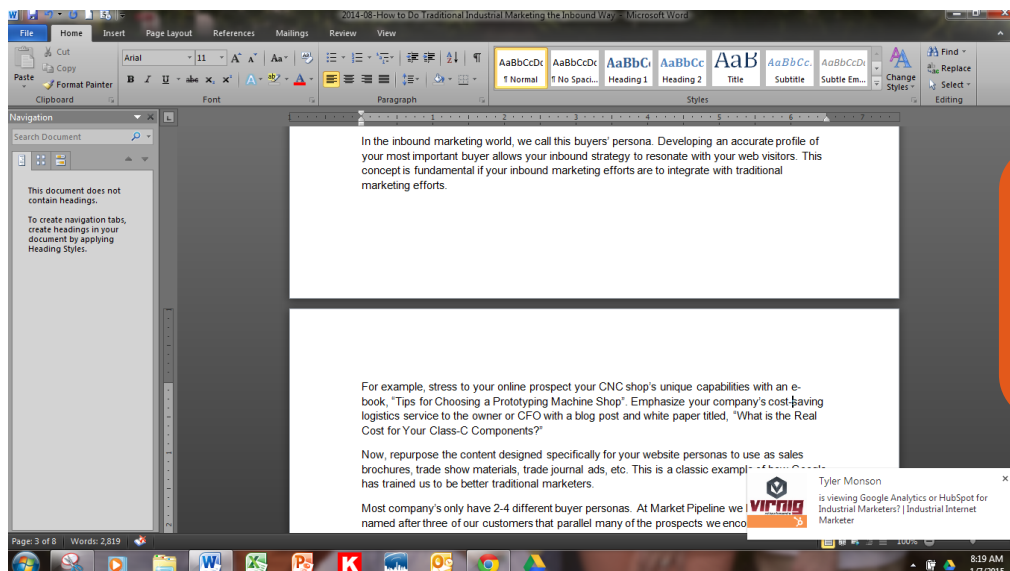 2014-08-How to Do Traditional Industrial Marketing the Inbound Way - Microsoft Word
File Home Insert Page Layout References Mailings Review View
Paste
Cut
Copy
Format Painter
Clipboard
Arial 11
Font
Paragraph
AaBbCcDc AaBbCcDc AaBbC AaBbCc AaB AaBbCc. AaBbCcDc
¶ Normal ¶ No Spaci... Heading 1 Heading 2 Title Subtitle Subtle Em...
Styles
Change Styles
Find
Replace
Select
Editing
Navigation
Search Document
This document does not
contain headings.
To create navigation tabs,
create headings in your
document by applying
Heading Styles.
In the inbound marketing world, we call this buyers' persona. Developing an accurate profile of
your most important buyer allows your inbound strategy to resonate with your web visitors. This
concept is fundamental if your inbound marketing efforts are to integrate with traditional
marketing efforts.
For example, stress to your online prospect your CNC shop's unique capabilities with an e-
book, "Tips for Choosing a Prototyping Machine Shop". Emphasize your company's cost-saving
logistics service to the owner or CFO with a blog post and white paper titled, "What is the Real
Cost for Your Class-C Components?"
Now, repurpose the content designed specifically for your website personas to use as sales
brochures, trade show materials, trade journal ads, etc. This is a classic example of how Google
has trained us to be better traditional marketers.
Most company's only have 2-4 different buyer personas. At Market Pipeline we
named after three of our customers that parallel many of the prospects we
VIRNIG
Tyler Monson
is viewing Google Analytics or HubSpot for
Industrial Marketers? | Industrial Internet
Marketer
Page: 3 of 8 Words: 2,819
100%
8:19 AM
1/7/2015